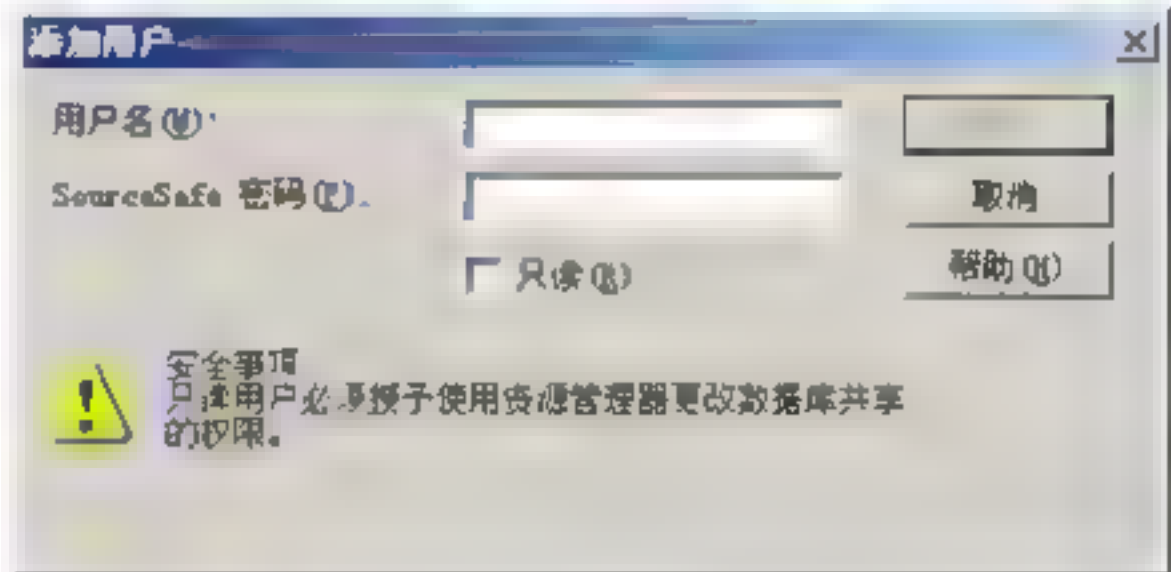 添加用户
用户名(U):
SourceSafe 密码(P):
取消
只读(R)
帮助(H)
安全事项
只读用户必须授予使用资源管理器更改数据库共享
的权限。